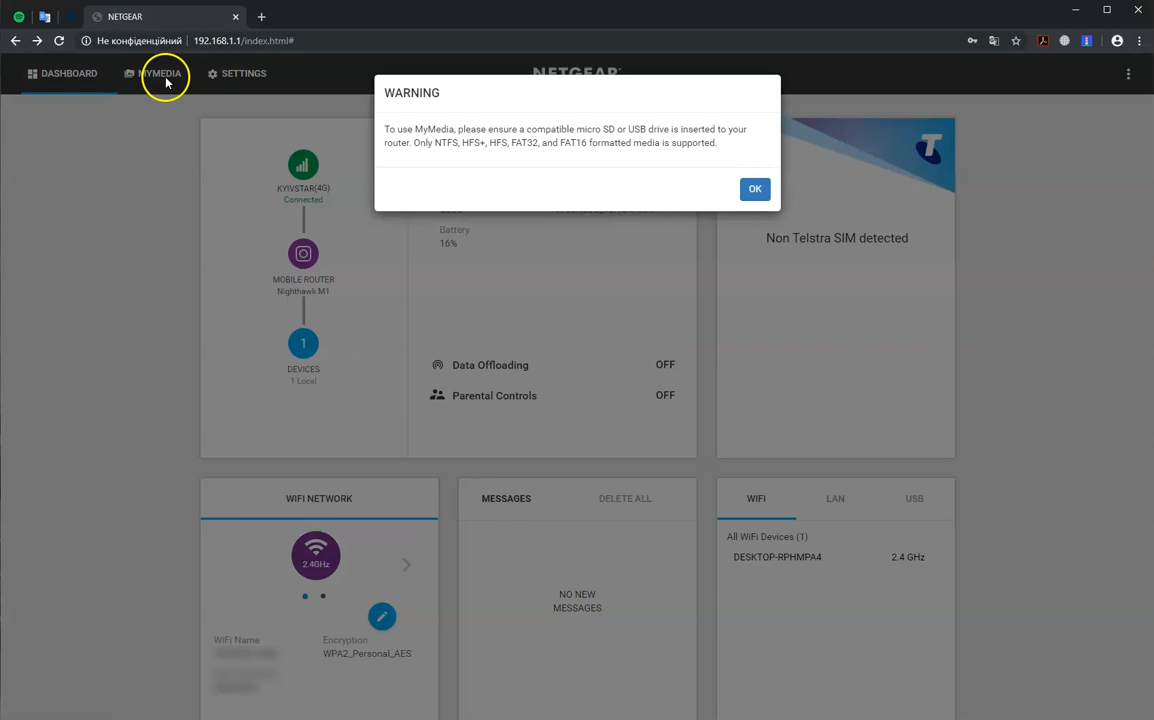 NETGEAR
Не конфіденційний
192.168.1.1/index.html#
DASHBOARD
MYMEDIA
SETTINGS
NETGEAR
WARNING
To use MyMedia, please ensure a compatible micro SD or USB drive is inserted to your
router. Only NTFS, HFS+, HFS, FAT32, and FAT16 formatted media is supported.
OK
KYIVSTAR(4G)
Connected
MOBILE ROUTER
Nighthawk M1
1
DEVICES
1 Local
Battery
16%
Data Offloading
OFF
Parental Controls
OFF
T
Non Telstra SIM detected
WIFI NETWORK
2.4GHz
WiFi Name
Encryption
WPA2_Personal_AES
MESSAGES
DELETE ALL
NO NEW
MESSAGES
WIFI
LAN
USB
All WiFi Devices (1)
DESKTOP-RPHMPA4
2.4 GHz